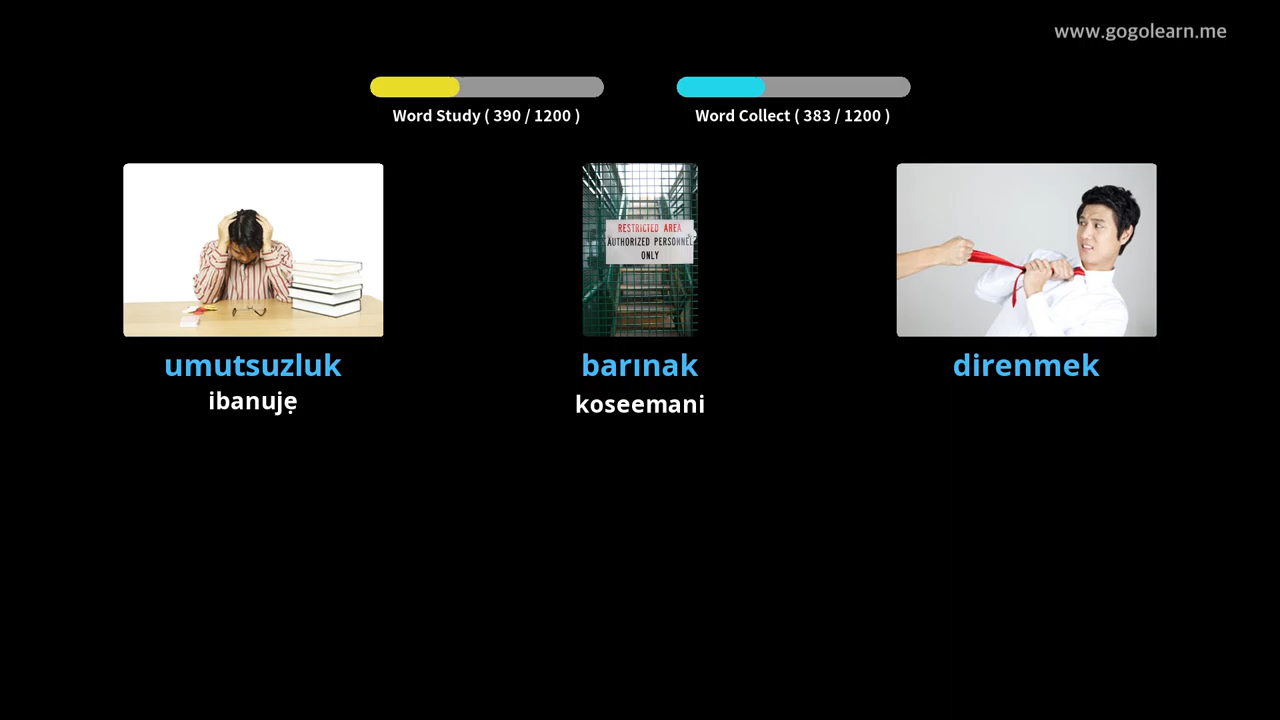 www.gogolearn.me
Word Study ( 390 / 1200 )
Word Collect ( 383 / 1200 )
RESTRICTED AREA
AUTHORIZED PERSONNEL
ONLY
umutsuzluk
barınak
direnmek
ibanujẹ
koseemani